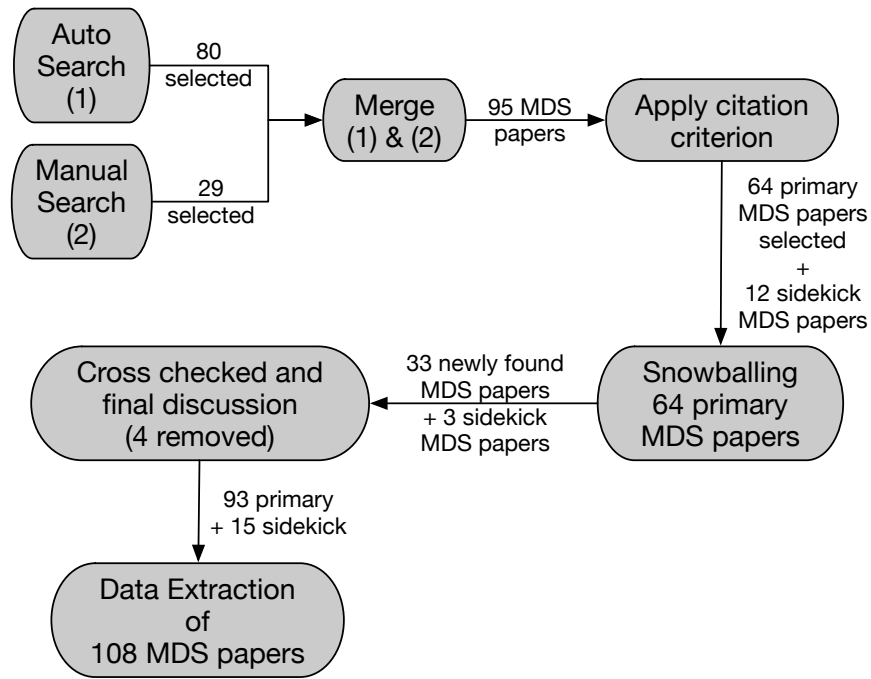 Auto
Search
(1)
80
selected
Manual
Search
(2)
29
selected
Merge
(1) & (2)
95 MDS
papers
Apply citation
criterion
64 primary
MDS papers
selected
+
12 sidekick
MDS papers
Snowballing
64 primary
MDS papers
33 newly found
MDS papers
+ 3 sidekick
MDS papers
Cross checked and
final discussion
(4 removed)
93 primary
+ 15 sidekick
Data Extraction
of
108 MDS papers